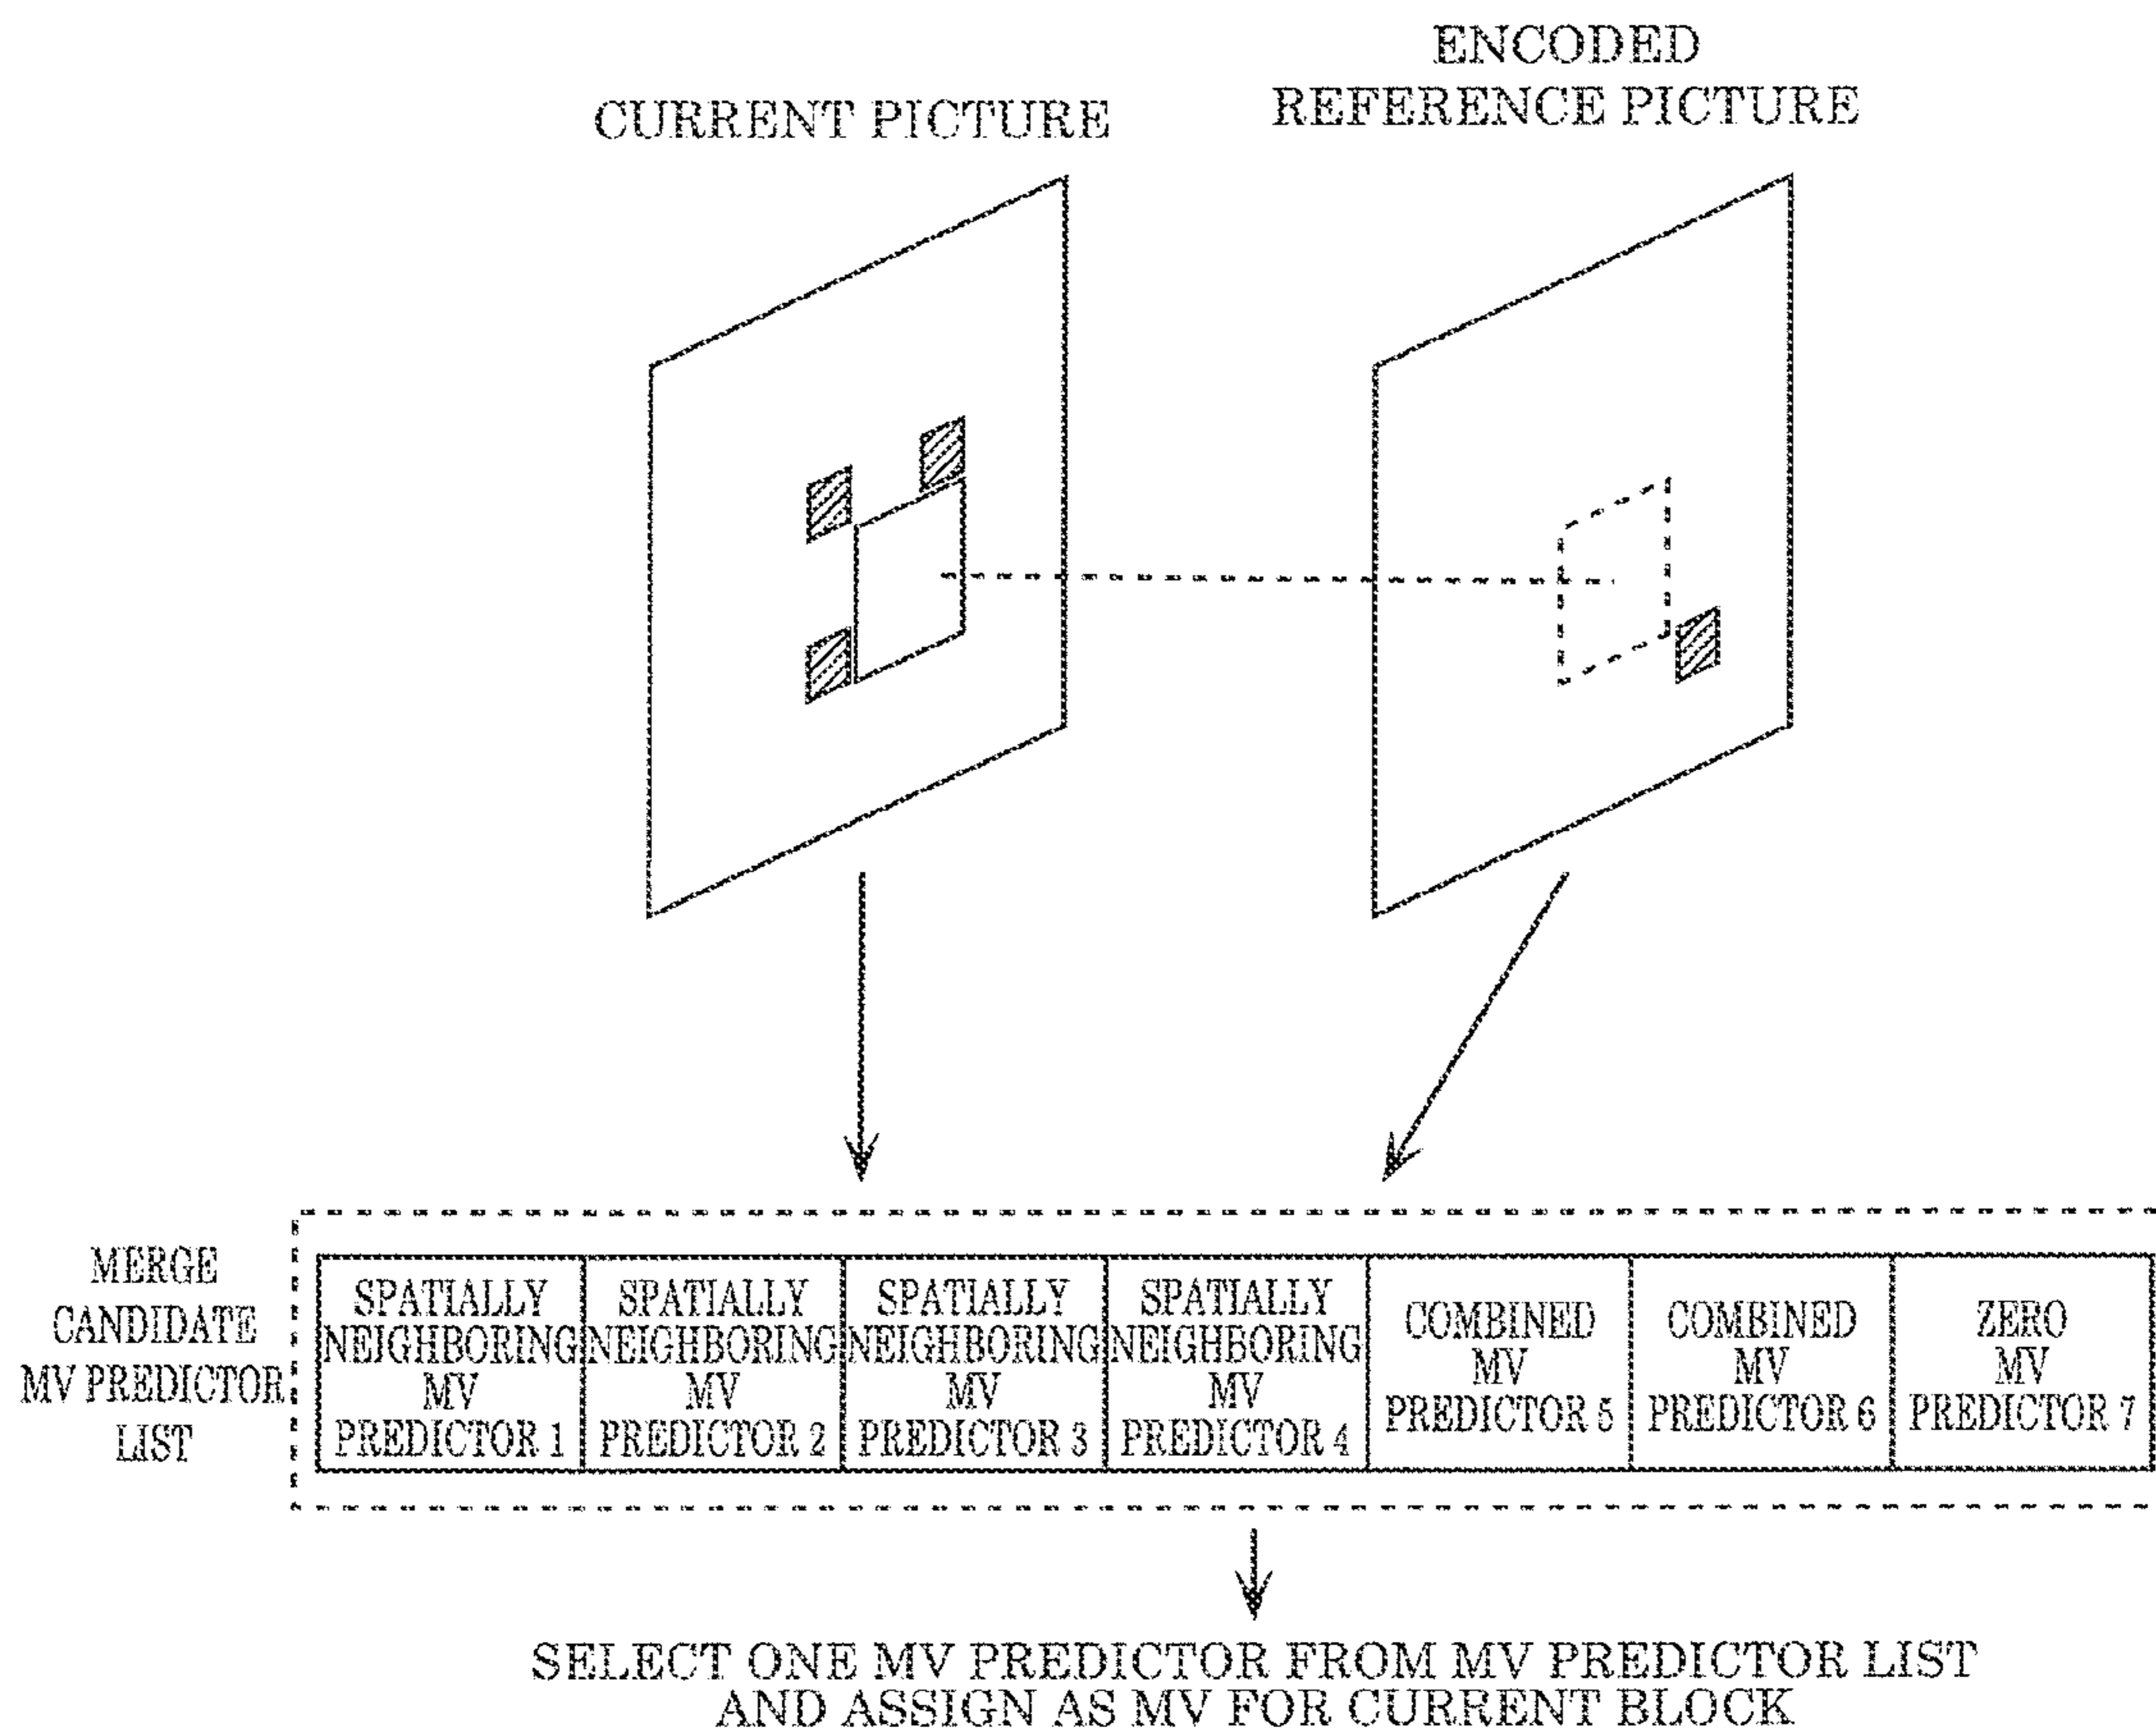 CURRENT PICTURE
ENCODED
REFERENCE PICTURE
MERGE
CANDIDATE
MV PREDICTOR
LIST
SPATIALLY
NEIGHBORING
MV
PREDICTOR 1
SPATIALLY
NEIGHBORING
MV
PREDICTOR 2
SPATIALLY
NEIGHBORING
MV
PREDICTOR 3
SPATIALLY
NEIGHBORING
MV
PREDICTOR 4
COMBINED
MV
PREDICTOR 5
COMBINED
MV
PREDICTOR 6
ZERO
MV
PREDICTOR 7
SELECT ONE MV PREDICTOR FROM MV PREDICTOR LIST
AND ASSIGN AS MV FOR CURRENT BLOCK